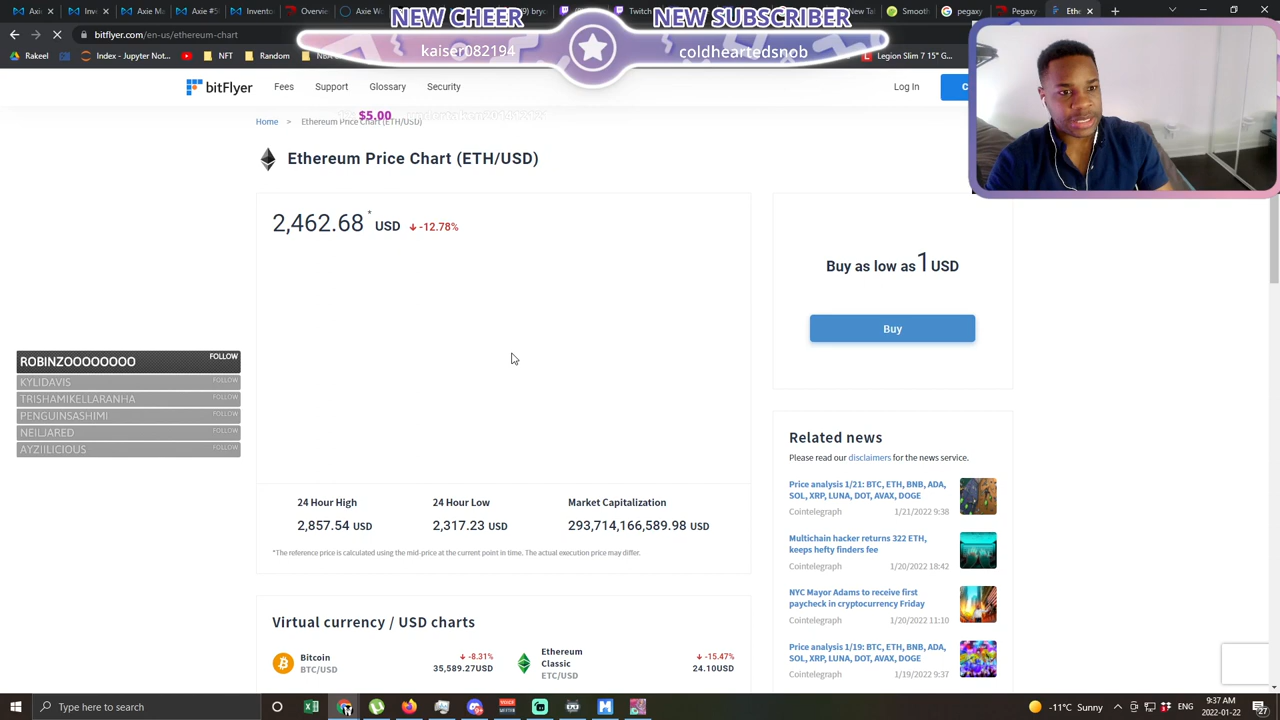 NEW CHEER
NEW SUBSCRIBER
kaiser082194
coldheartedsnob
bitflyer.com/en-us/ethereum-chart
NFT
Random
Legion Slim 7 15" G...
bitFlyer
Fees
Support
Glossary
Security
Log In
$5.00
Home > Ethereum Price Chart (ETH/USD)
Ethereum Price Chart (ETH/USD)
2,462.68* USD -12.78%
Buy as low as 1 USD
Buy
ROBINZOOOOOOOO FOLLOW
KYLIDAVIS FOLLOW
TRISHAMIKELLARANHA FOLLOW
PENGUINSASHIMI FOLLOW
NEILJARED FOLLOW
AYZIILICIOUS FOLLOW
24 Hour High
2,857.54 USD
24 Hour Low
2,317.23 USD
Market Capitalization
293,714,166,589.98 USD
*The reference price is calculated using the mid-price at the current point in time. The actual execution price may differ.
Related news
Please read our disclaimers for the news service.
Price analysis 1/21: BTC, ETH, BNB, ADA,
SOL, XRP, LUNA, DOT, AVAX, DOGE
Cointelegraph 1/21/2022 9:38
Multichain hacker returns 322 ETH,
keeps hefty finders fee
Cointelegraph 1/20/2022 18:42
NYC Mayor Adams to receive first
paycheck in cryptocurrency Friday
Cointelegraph 1/20/2022 11:10
Price analysis 1/19: BTC, ETH, BNB, ADA,
SOL, XRP, LUNA, DOT, AVAX, DOGE
Cointelegraph 1/19/2022 9:37
Virtual currency / USD charts
Bitcoin
BTC/USD
-8.31%
35,589.27USD
Ethereum
Classic
ETC/USD
-15.47%
24.10USD
Type here to search
-11°C
ENG
9:37 AM
2022-01-22